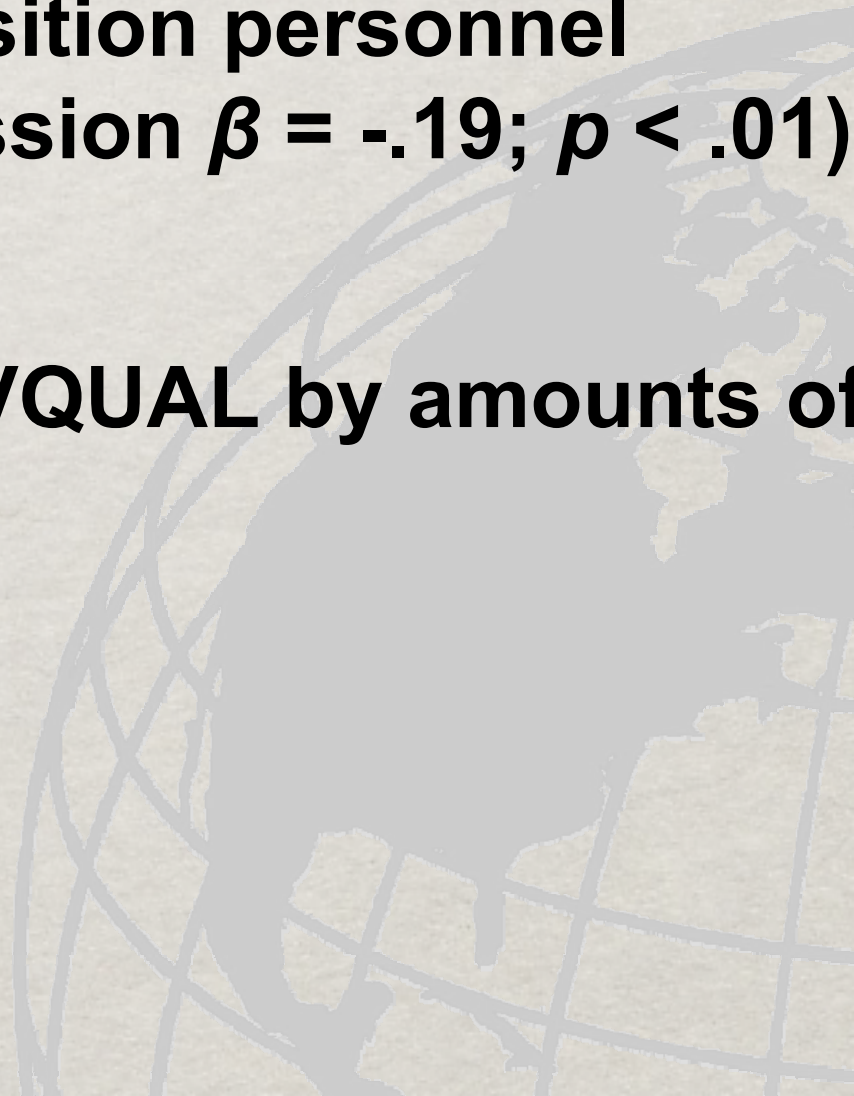 sition personnel
ssion β = -.19; p < .01)
VQUAL by amounts of